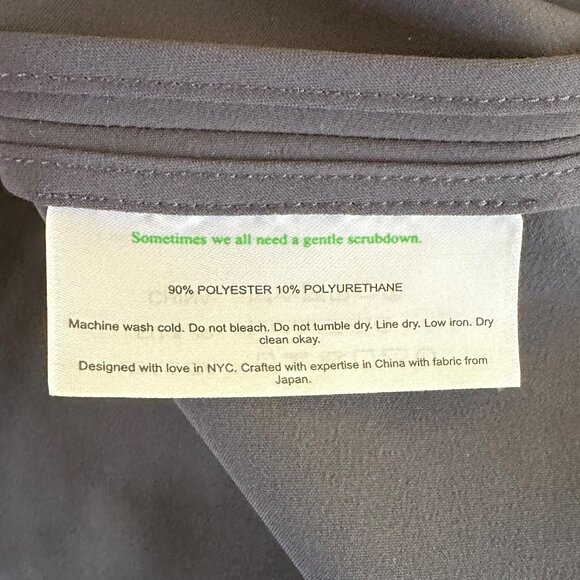 Sometimes we all need a gentle scrubdown.
90% POLYESTER 10% POLYURETHANE
Machine wash cold. Do not bleach. Do not tumble dry. Line dry. Low iron. Dry
clean okay.
Designed with love in NYC. Crafted with expertise in China with fabric from
Japan.